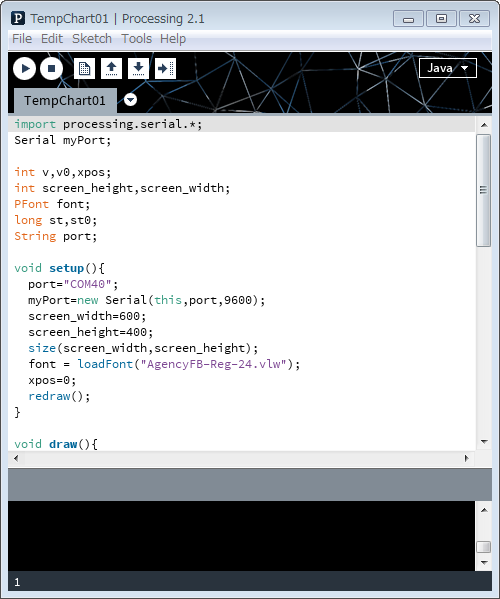 P TempChart01 | Processing 2.1
File Edit Sketch Tools Help
Java
TempChart01
import processing.serial.*;
Serial myPort;
int v,v0,xpos;
int screen_height,screen_width;
PFont font;
long st,st0;
String port;
void setup(){
  port="COM40";
  myPort=new Serial(this,port,9600);
  screen_width=600;
  screen_height=400;
  size(screen_width,screen_height);
  font = loadFont("AgencyFB-Reg-24.vlw");
  xpos=0;
  redraw();
}
void draw(){
1